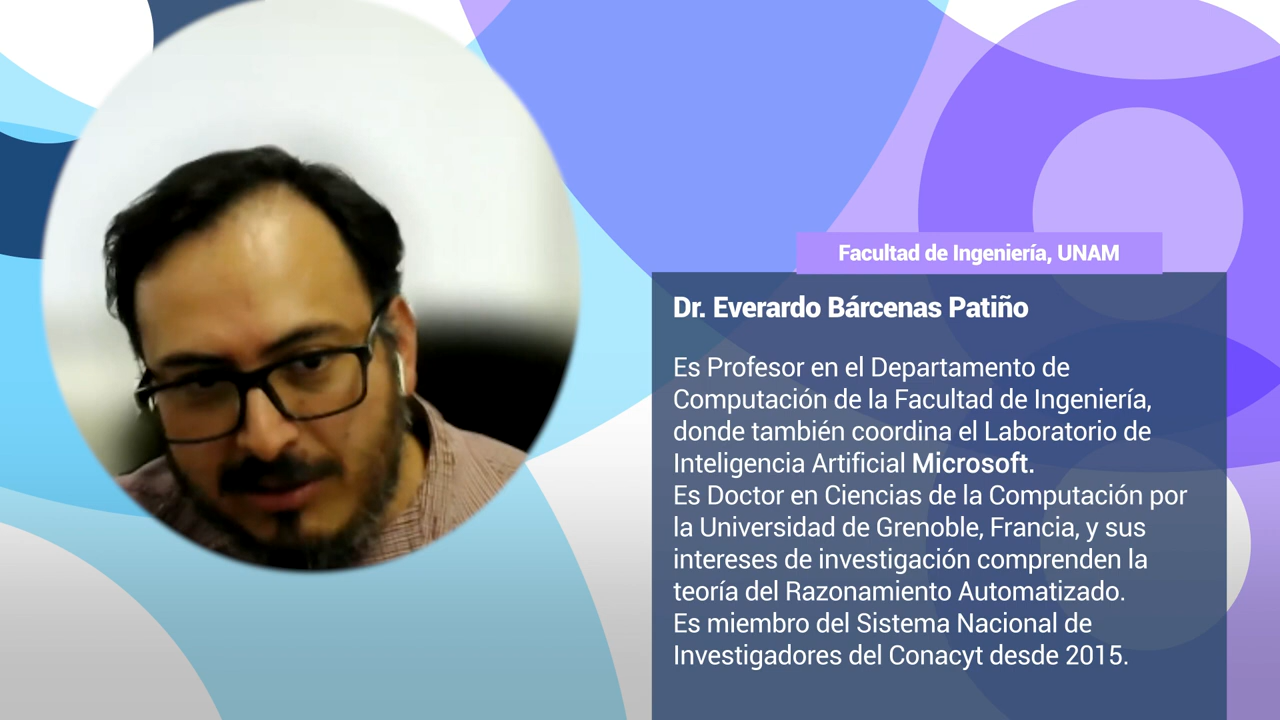 Facultad de Ingeniería, UNAM
Dr. Everardo Bárcenas Patiño
Es Profesor en el Departamento de
Computación de la Facultad de Ingeniería,
donde también coordina el Laboratorio de
Inteligencia Artificial Microsoft.
Es Doctor en Ciencias de la Computación por
la Universidad de Grenoble, Francia, y sus
intereses de investigación comprenden la
teoría del Razonamiento Automatizado.
Es miembro del Sistema Nacional de
Investigadores del Conacyt desde 2015.